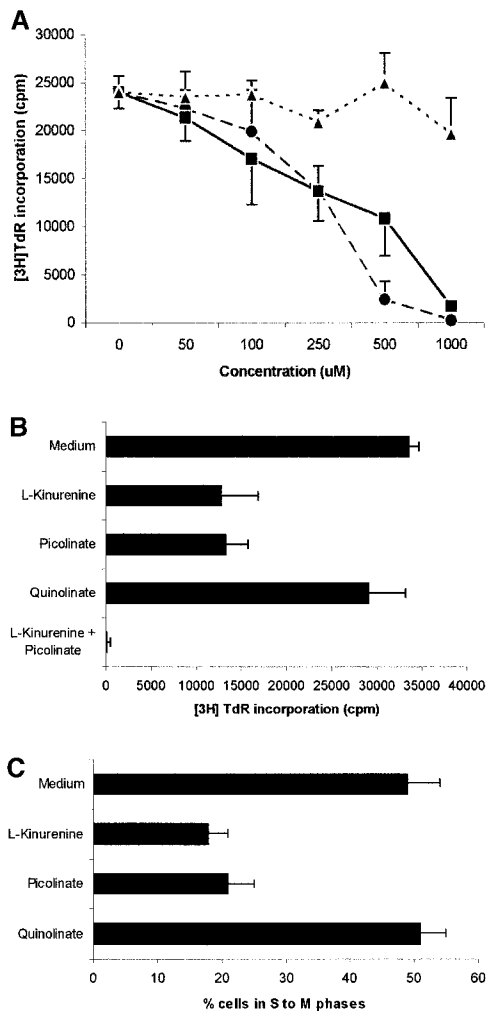 A
30000
25000
20000
15000
10000
5000
0
[3H]TdR incorporation (cpm)
0 50 100 250 500 1000
Concentration (uM)
B
Medium
L-Kinurenine
Picolinate
Quinolinate
L-Kinurenine +
Picolinate
0 5000 10000 15000 20000 25000 30000 35000 40000
[3H] TdR incorporation (cpm)
C
Medium
L-Kinurenine
Picolinate
Quinolinate
0 10 20 30 40 50 60
% cells in S to M phases